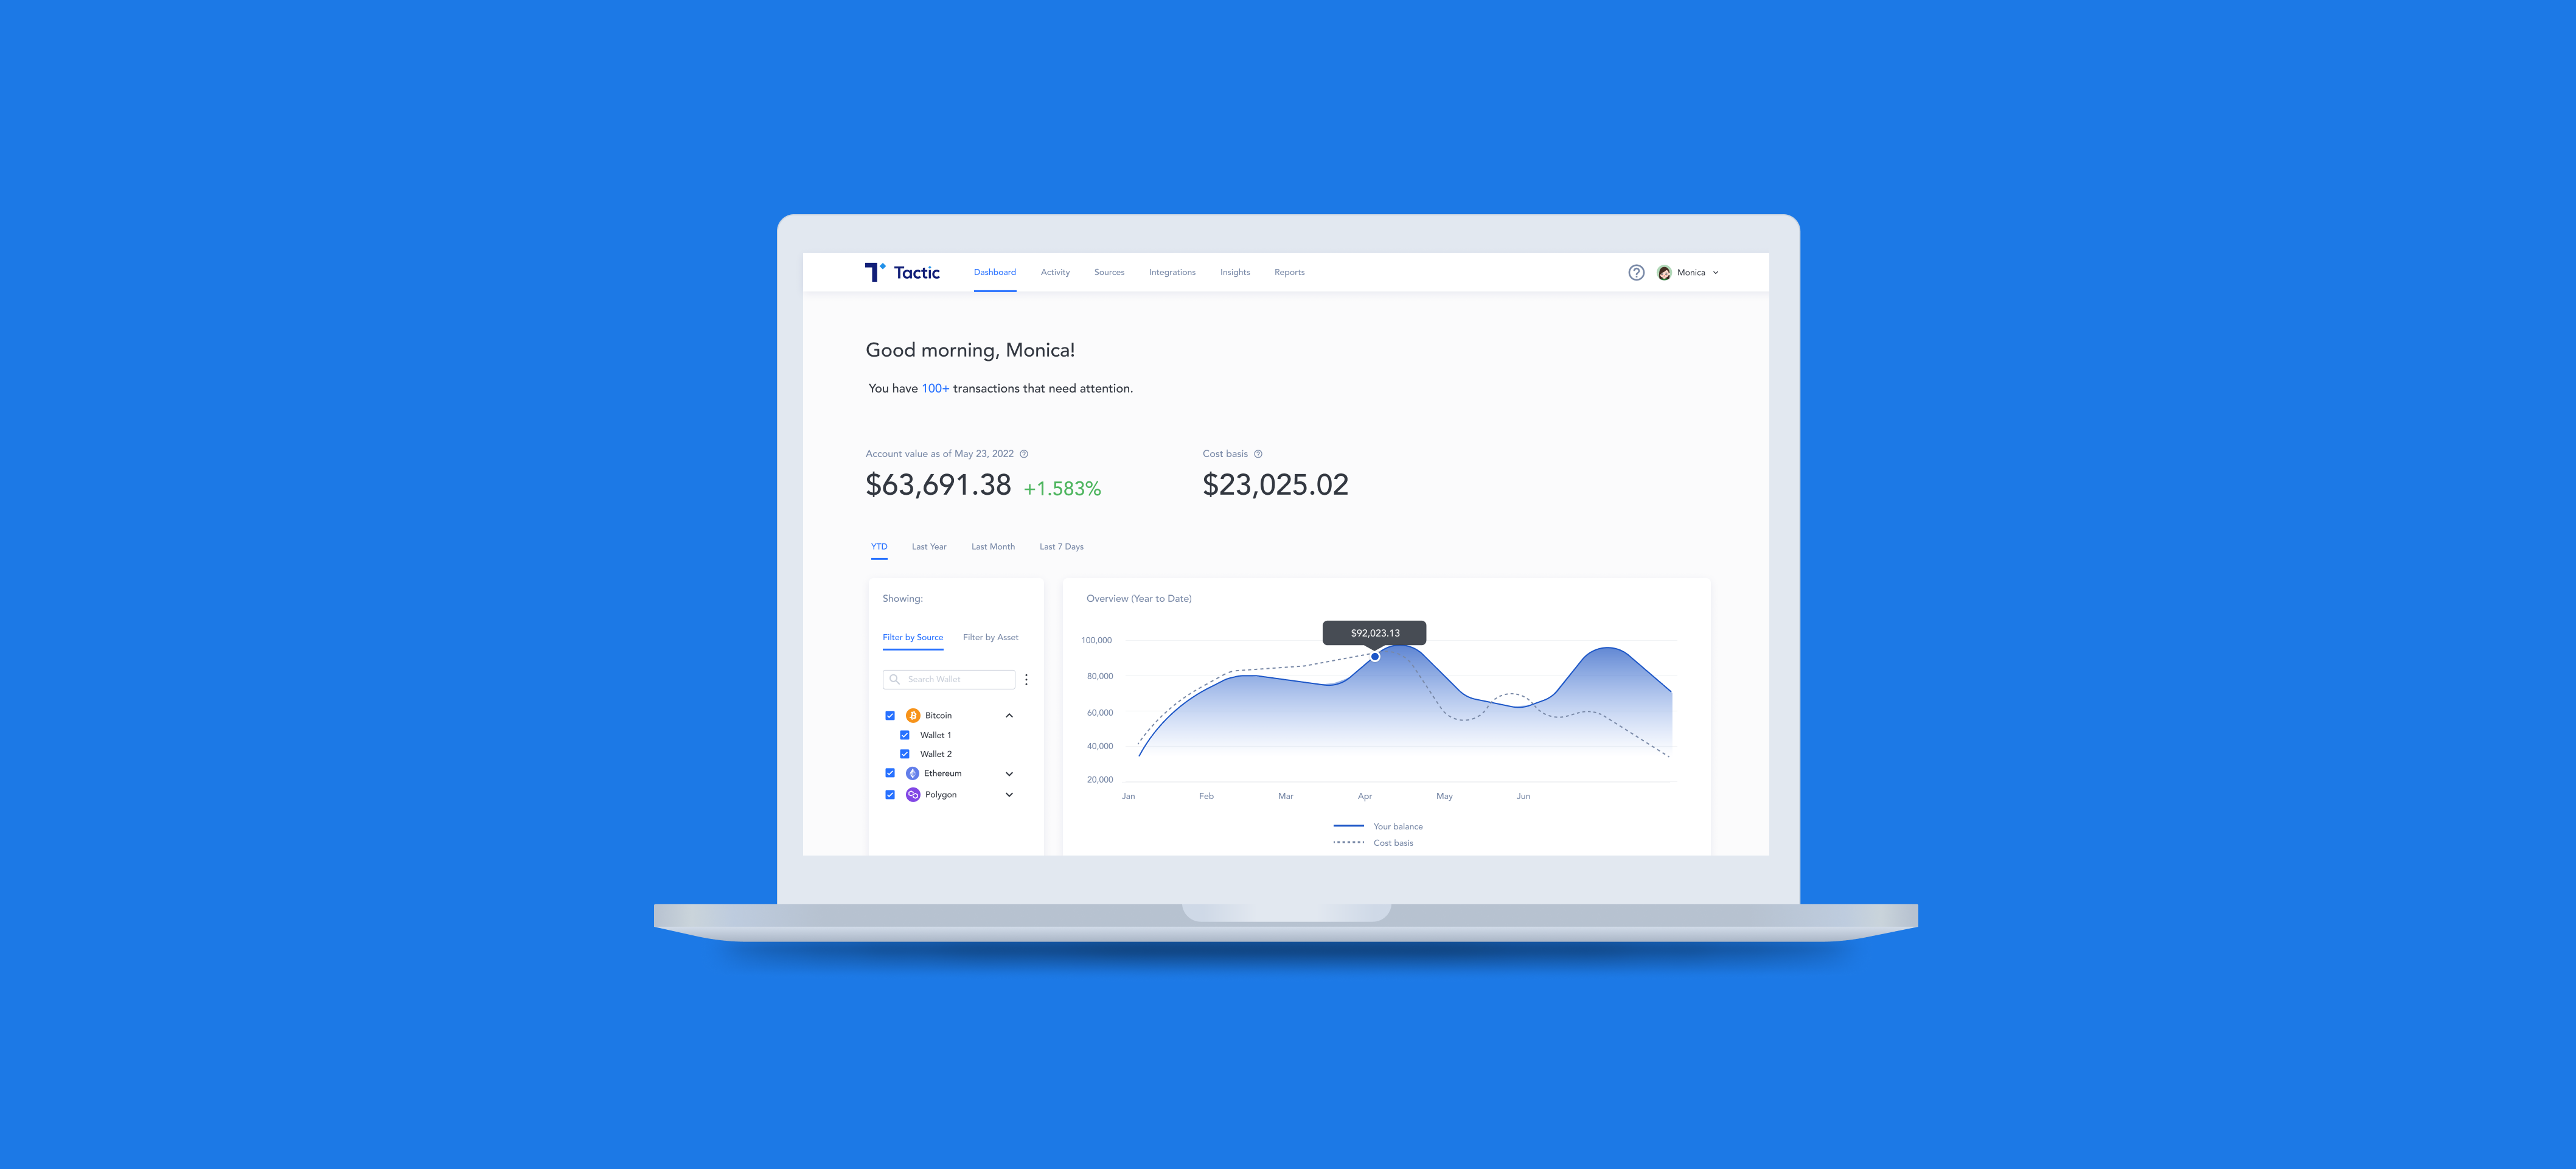 Tactic Dashboard Activity Sources Integrations Insights Reports Monica
Good morning, Monica!
You have 100+ transactions that need attention.
Account value as of May 23, 2022 Cost basis
$63,691.38 +1.583% $23,025.02
YTD Last Year Last Month Last 7 Days
Showing:
Filter by Source Filter by Asset
Search Wallet
Bitcoin
Wallet 1
Wallet 2
Ethereum
Polygon
Overview (Year to Date)
$92,023.13
100,000
80,000
60,000
40,000
20,000
Jan Feb Mar Apr May Jun
Your balance
Cost basis